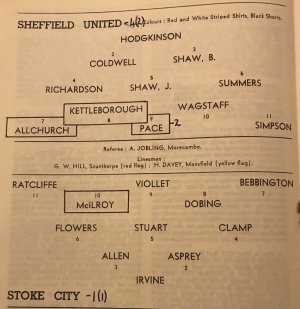 SHEFFIELD UNITED -4(2) Colours : Red and White Striped Shirts, Black Shorts.
HODGKINSON
2 3
COLDWELL SHAW, B.
4 5 6
RICHARDSON SHAW, J. SUMMERS
KETTLEBOROUGH WAGSTAFF
7 8 9 10 11
ALLCHURCH PACE -2 SIMPSON
Referee : A. JOBLING, Morecambe.
Linesmen :
G. W. HILL, Scunthorpe (red flag) : H. DAVEY, Mansfield (yellow flag).
RATCLIFFE VIOLLET BEBBINGTON
11 10 9 8 7
McILROY DOBING
FLOWERS STUART CLAMP
6 5 4
ALLEN ASPREY
3 2
IRVINE
STOKE CITY -1(1)